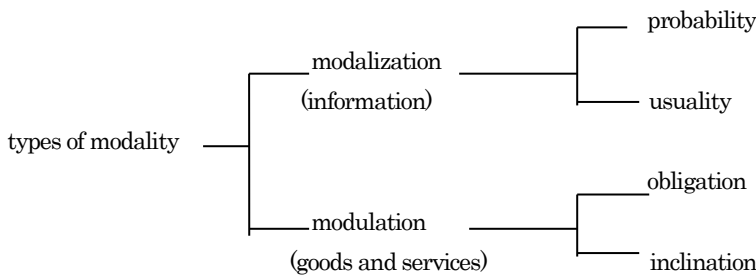 probability
modalization
(information)
usuality
types of modality
obligation
modulation
(goods and services)
inclination